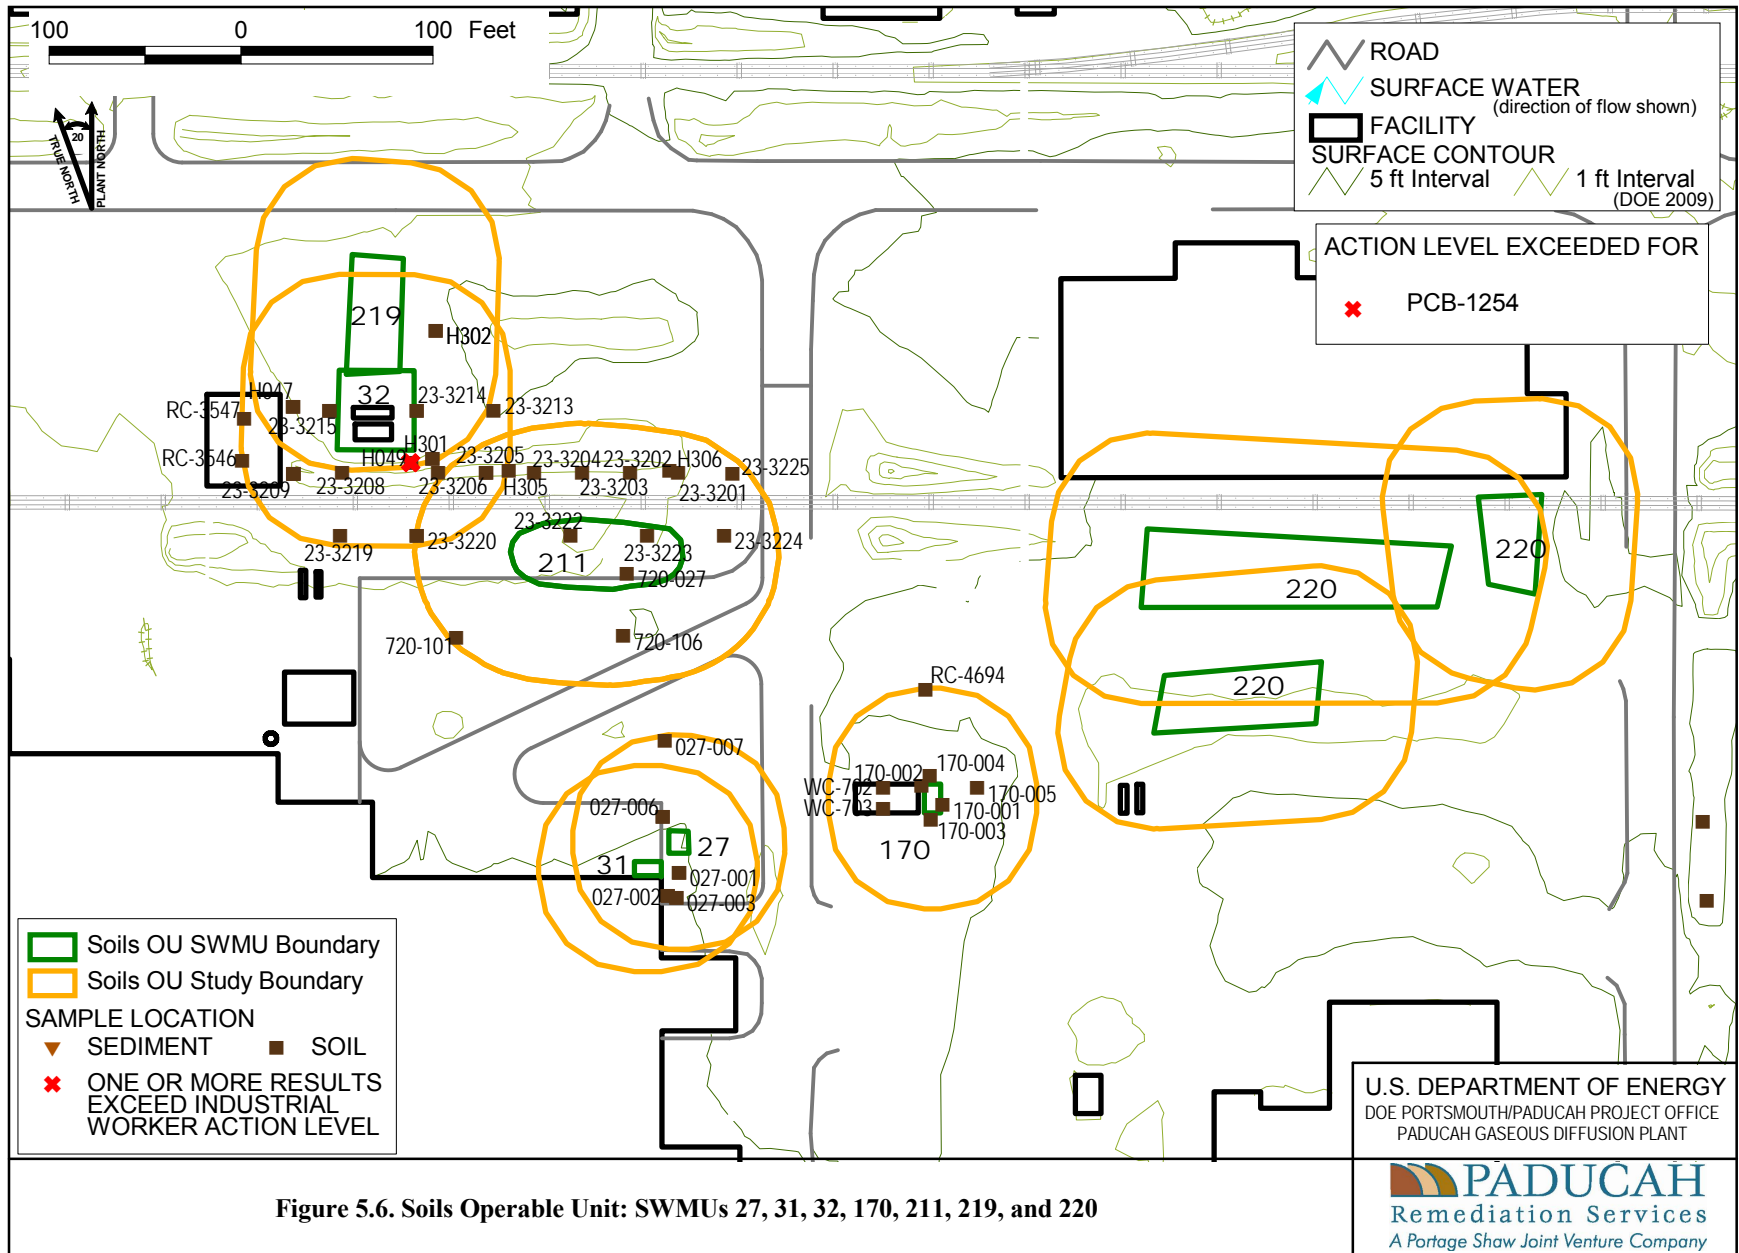 100 0 100 Feet
TRUE NORTH
20
PLANT NORTH
ROAD
SURFACE WATER
(direction of flow shown)
FACILITY
SURFACE CONTOUR
5 ft Interval 1 ft Interval
(DOE 2009)
ACTION LEVEL EXCEEDED FOR
PCB-1254
219
H302
32
H047
RC-3547
23-3215
23-3214
23-3213
RC-3546
H049
H301
23-3205
23-3204
23-3202
H306
23-3225
23-3209
23-3208
23-3206
H305
23-3203
23-3201
23-3222
23-3219
23-3220
211
23-3223
23-3224
720-027
720-101
720-106
220
220
220
RC-4694
027-007
170-002
170-004
WC-702
170-005
WC-703
170-001
170-003
170
027-006
27
31
027-001
027-002
027-003
Soils OU SWMU Boundary
Soils OU Study Boundary
SAMPLE LOCATION
SEDIMENT SOIL
ONE OR MORE RESULTS
EXCEED INDUSTRIAL
WORKER ACTION LEVEL
U.S. DEPARTMENT OF ENERGY
DOE PORTSMOUTH/PADUCAH PROJECT OFFICE
PADUCAH GASEOUS DIFFUSION PLANT
Figure 5.6. Soils Operable Unit: SWMUs 27, 31, 32, 170, 211, 219, and 220
PADUCAH
Remediation Services
A Portage Shaw Joint Venture Company